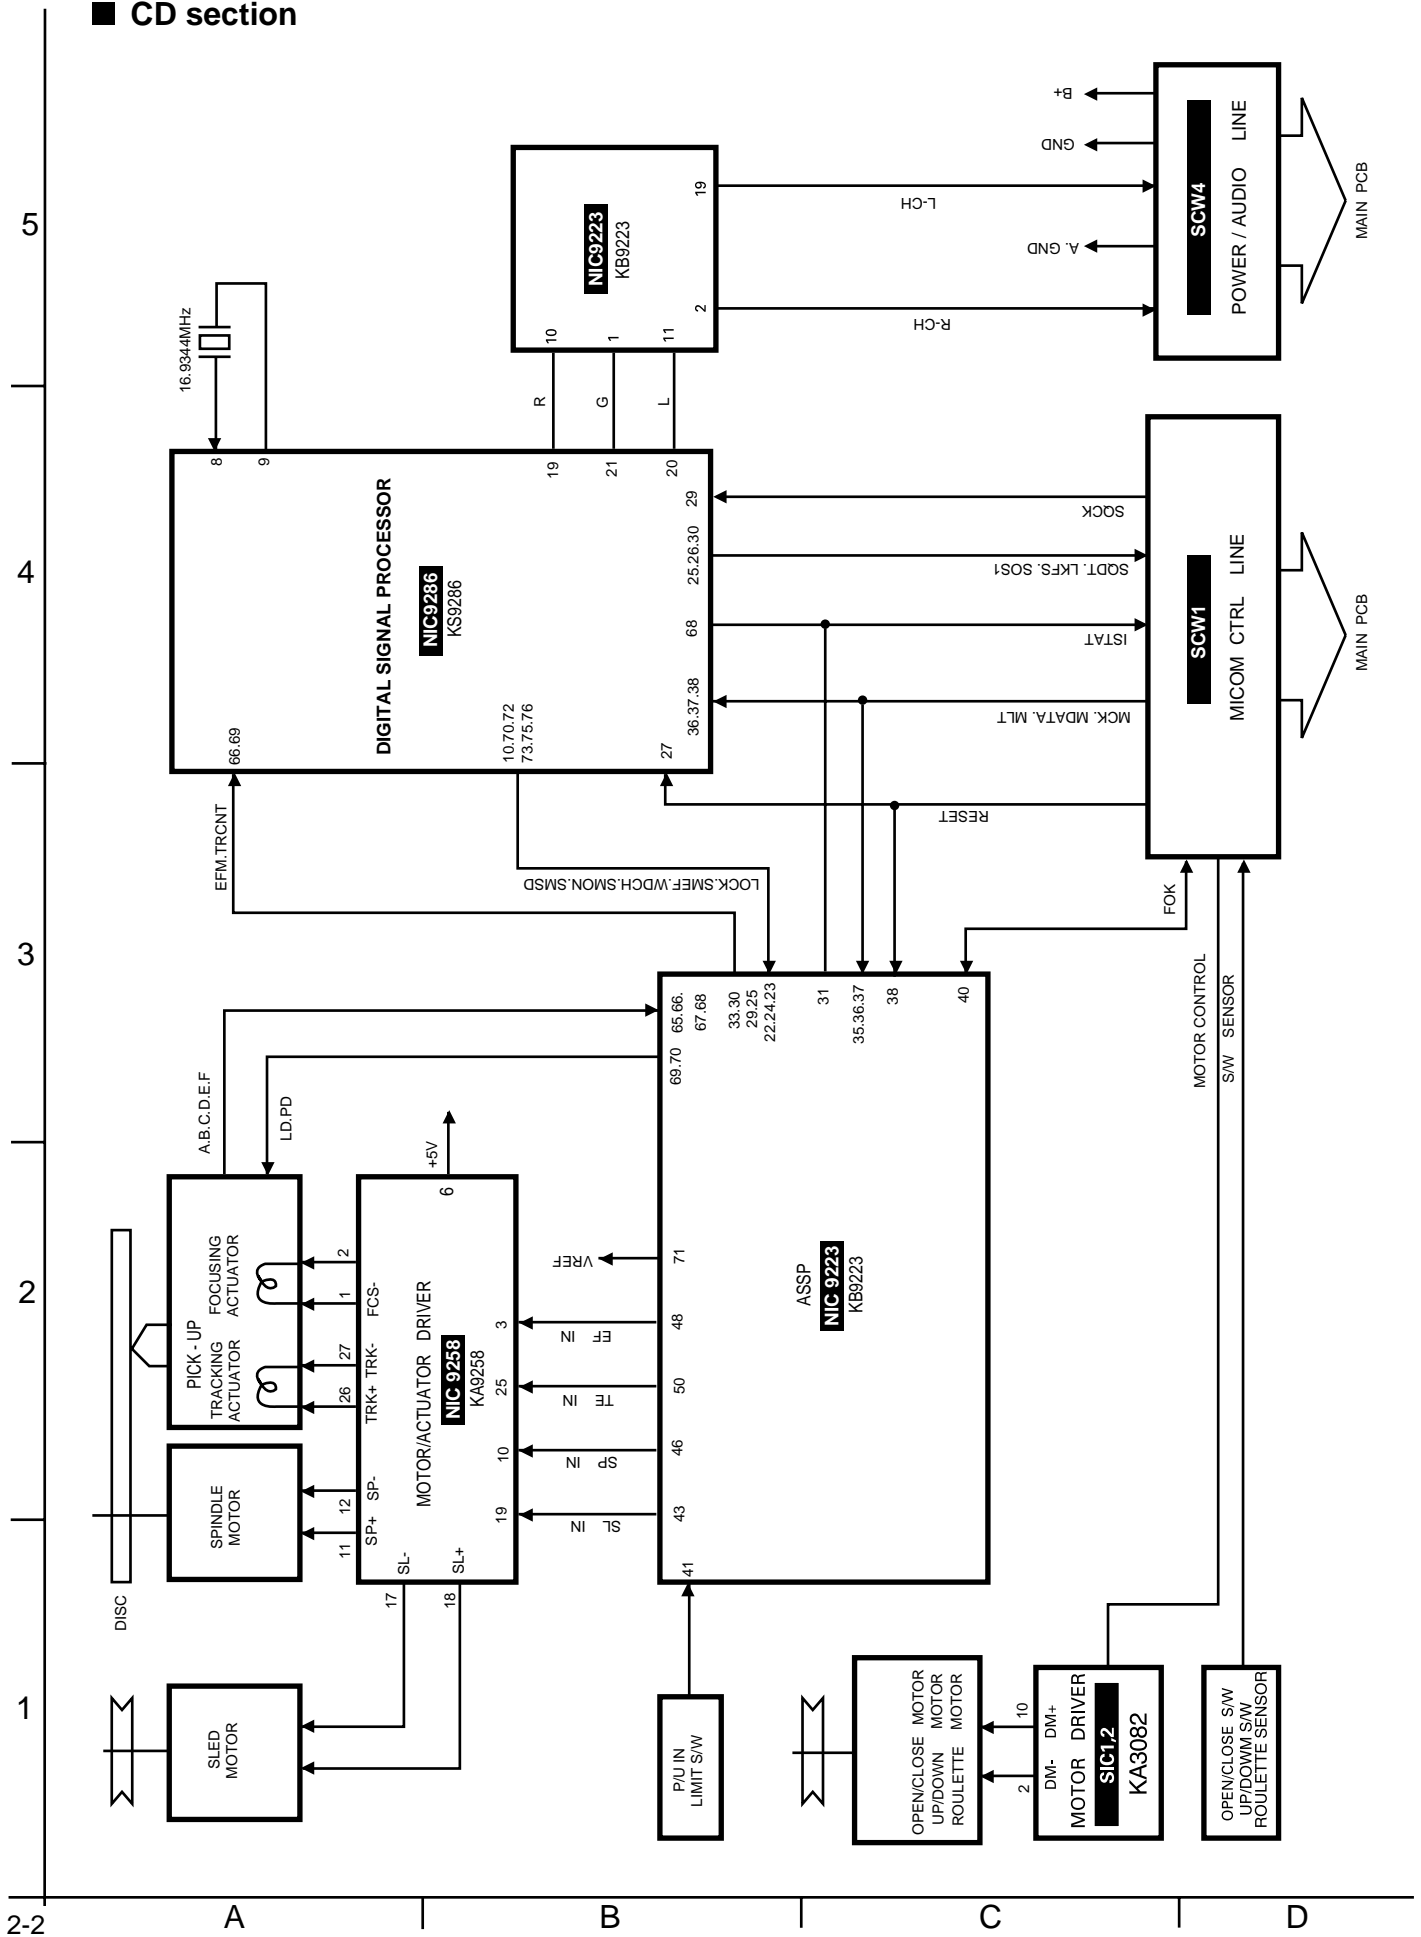 ■ CD section
5
4
3
2
1
A
B
C
D
2-2
16.9344MHz
8
9
DIGITAL SIGNAL PROCESSOR
NIC9286
KS9286
66.69
10.70.72
73.75.76
19
21
20
29
25.26.30
68
36.37.38
27
R
G
L
NIC9223
KB9223
10
1
11
2
19
L-CH
R-CH
B+
GND
A. GND
SCW4
POWER / AUDIO LINE
MAIN PCB
SQCK
SQDT. LKFS. SOS1
ISTAT
MCK. MDATA. MLT
RESET
SCW1
MICOM CTRL LINE
MAIN PCB
EFM.TRCNT
LOCK.SMEF.WDCH.SMON.SMSD
FOK
MOTOR CONTROL
S/W SENSOR
A.B.C.D.E.F
LD.PD
65.66.
67.68
69.70
33.30
29.25
22.24.23
31
35.36.37
38
40
ASSP
NIC 9223
KB9223
71
48
50
46
43
41
VREF
EF IN
TE IN
SP IN
SL IN
DISC
PICK - UP
FOCUSING
ACTUATOR
TRACKING
ACTUATOR
SPINDLE
MOTOR
SLED
MOTOR
+5V
6
MOTOR/ACTUATOR DRIVER
NIC 9258
KA9258
2
1
FCS-
27
TRK-
26
TRK+
12
SP-
11
SP+
17
SL-
18
SL+
3
25
10
19
P/U IN
LIMIT S/W
OPEN/CLOSE MOTOR
UP/DOWN MOTOR
ROULETTE MOTOR
2
10
DM- DM+
MOTOR DRIVER
SIC1,2
KA3082
OPEN/CLOSE S/W
UP/DOWM S/W
ROULETTE SENSOR